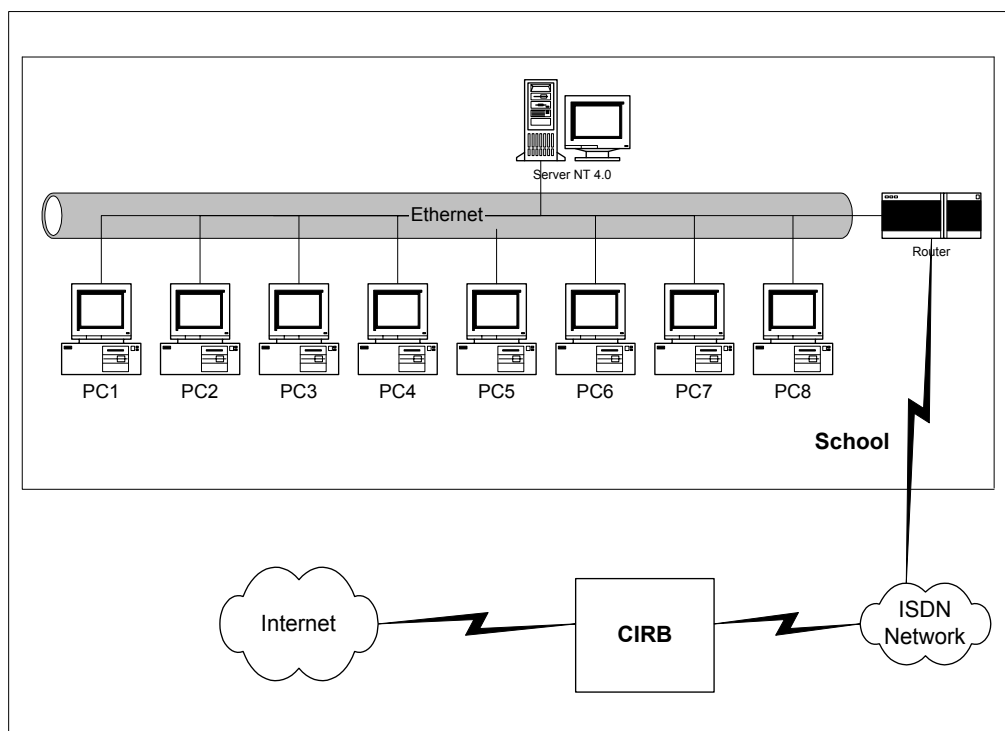 Server NT 4.0
Ethernet
Router
PC1 PC2 PC3 PC4 PC5 PC6 PC7 PC8
School
Internet
CIRB
ISDN
Network